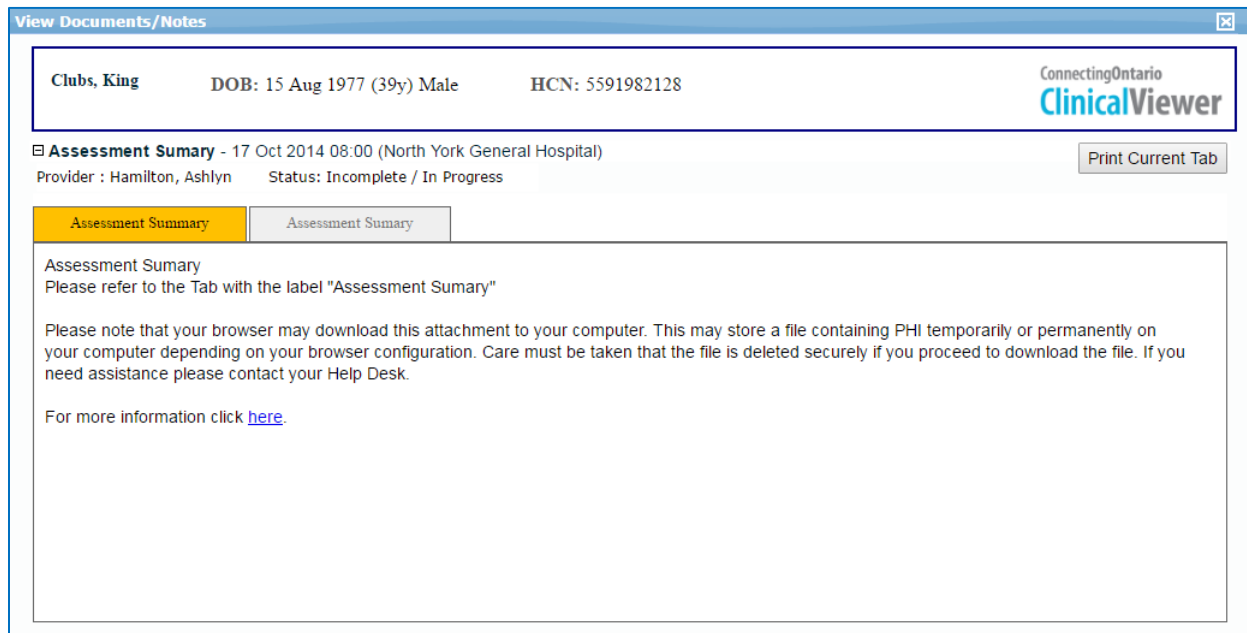 View Documents/Notes
Clubs, King DOB: 15 Aug 1977 (39y) Male HCN: 5591982128
ConnectingOntario
ClinicalViewer
Assessment Sumary - 17 Oct 2014 08:00 (North York General Hospital)
Print Current Tab
Provider : Hamilton, Ashlyn Status: Incomplete / In Progress
Assessment Summary Assessment Sumary
Assessment Sumary
Please refer to the Tab with the label "Assessment Sumary"
Please note that your browser may download this attachment to your computer. This may store a file containing PHI temporarily or permanently on
your computer depending on your browser configuration. Care must be taken that the file is deleted securely if you proceed to download the file. If you
need assistance please contact your Help Desk.
For more information click here.